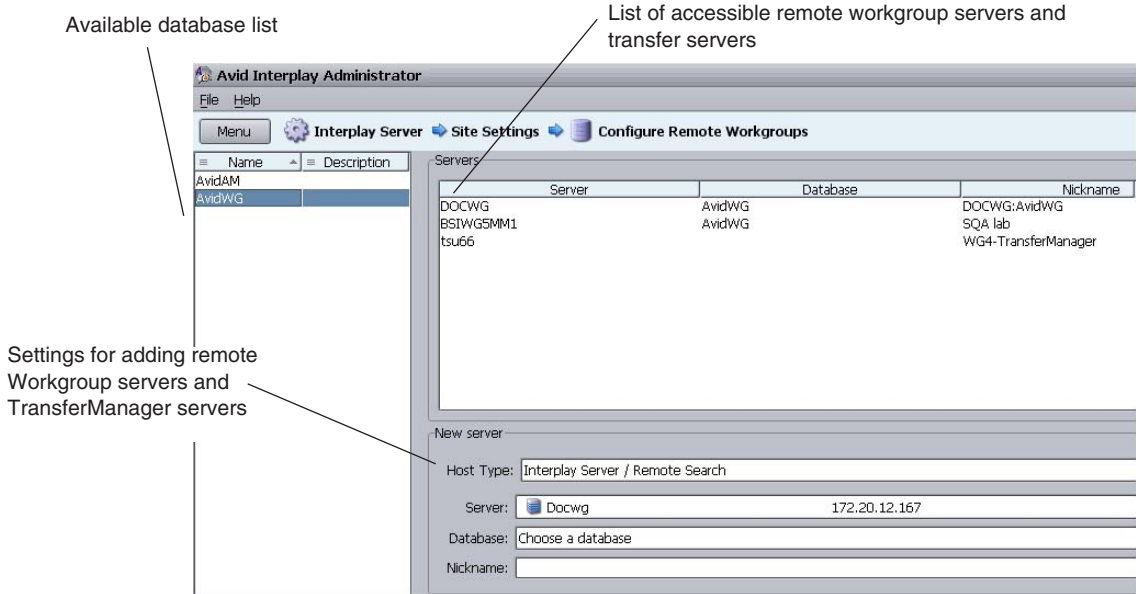 Available database list
List of accessible remote workgroup servers and
transfer servers
Avid Interplay Administrator
File Help
Menu Interplay Server Site Settings Configure Remote Workgroups
Name Description
AvidAM
AvidWG
Servers
Server Database Nickname
DOCWG AvidWG DOCWG:AvidWG
BSIWG5MM1 AvidWG SQA lab
tsu66 WG4-TransferManager
Settings for adding remote
Workgroup servers and
TransferManager servers
New server
Host Type: Interplay Server / Remote Search
Server: Docwg 172.20.12.167
Database: Choose a database
Nickname: